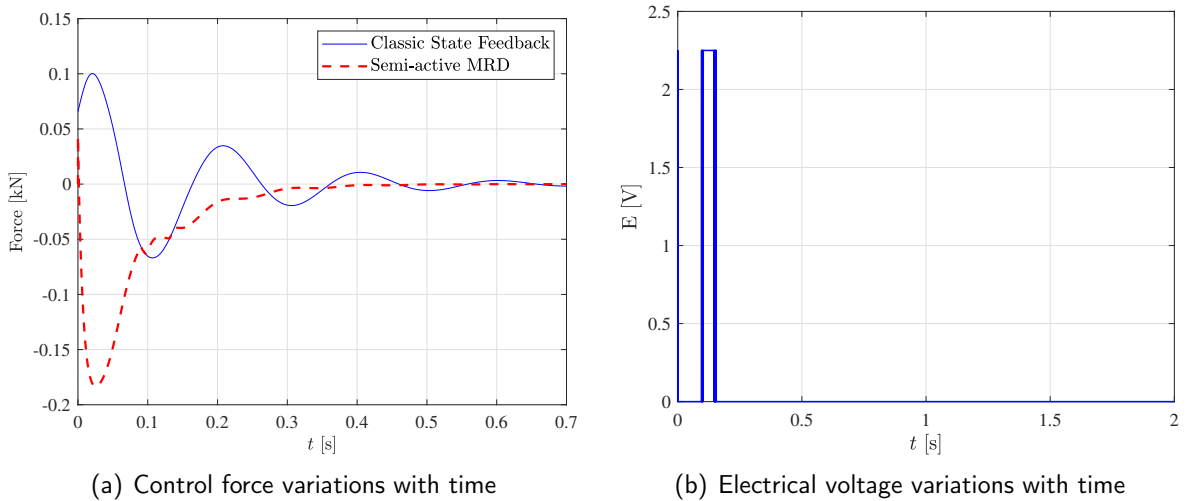 0.15
0.1
0.05
0
-0.05
-0.1
-0.15
-0.2
Force [kN]
Classic State Feedback
Semi-active MRD
0 0.1 0.2 0.3 0.4 0.5 0.6 0.7
t [s]
(a) Control force variations with time
2.5
2
1.5
1
0.5
0
E [V]
0 0.5 1 1.5 2
t [s]
(b) Electrical voltage variations with time